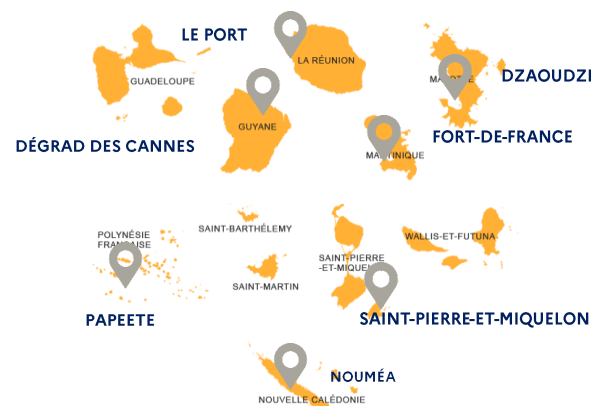 LE PORT
LA RÉUNION
GUADELOUPE
MAYOTTE
DZAOUDZI
GUYANE
DÉGRAD DES CANNES
FORT-DE-FRANCE
MARTINIQUE
POLYNÉSIE
FRANÇAISE
SAINT-BARTHÉLEMY
SAINT-PIERRE
-ET-MIQUELON
WALLIS-ET-FUTUNA
SAINT-MARTIN
PAPEETE
SAINT-PIERRE-ET-MIQUELON
NOUMÉA
NOUVELLE CALÉDONIE